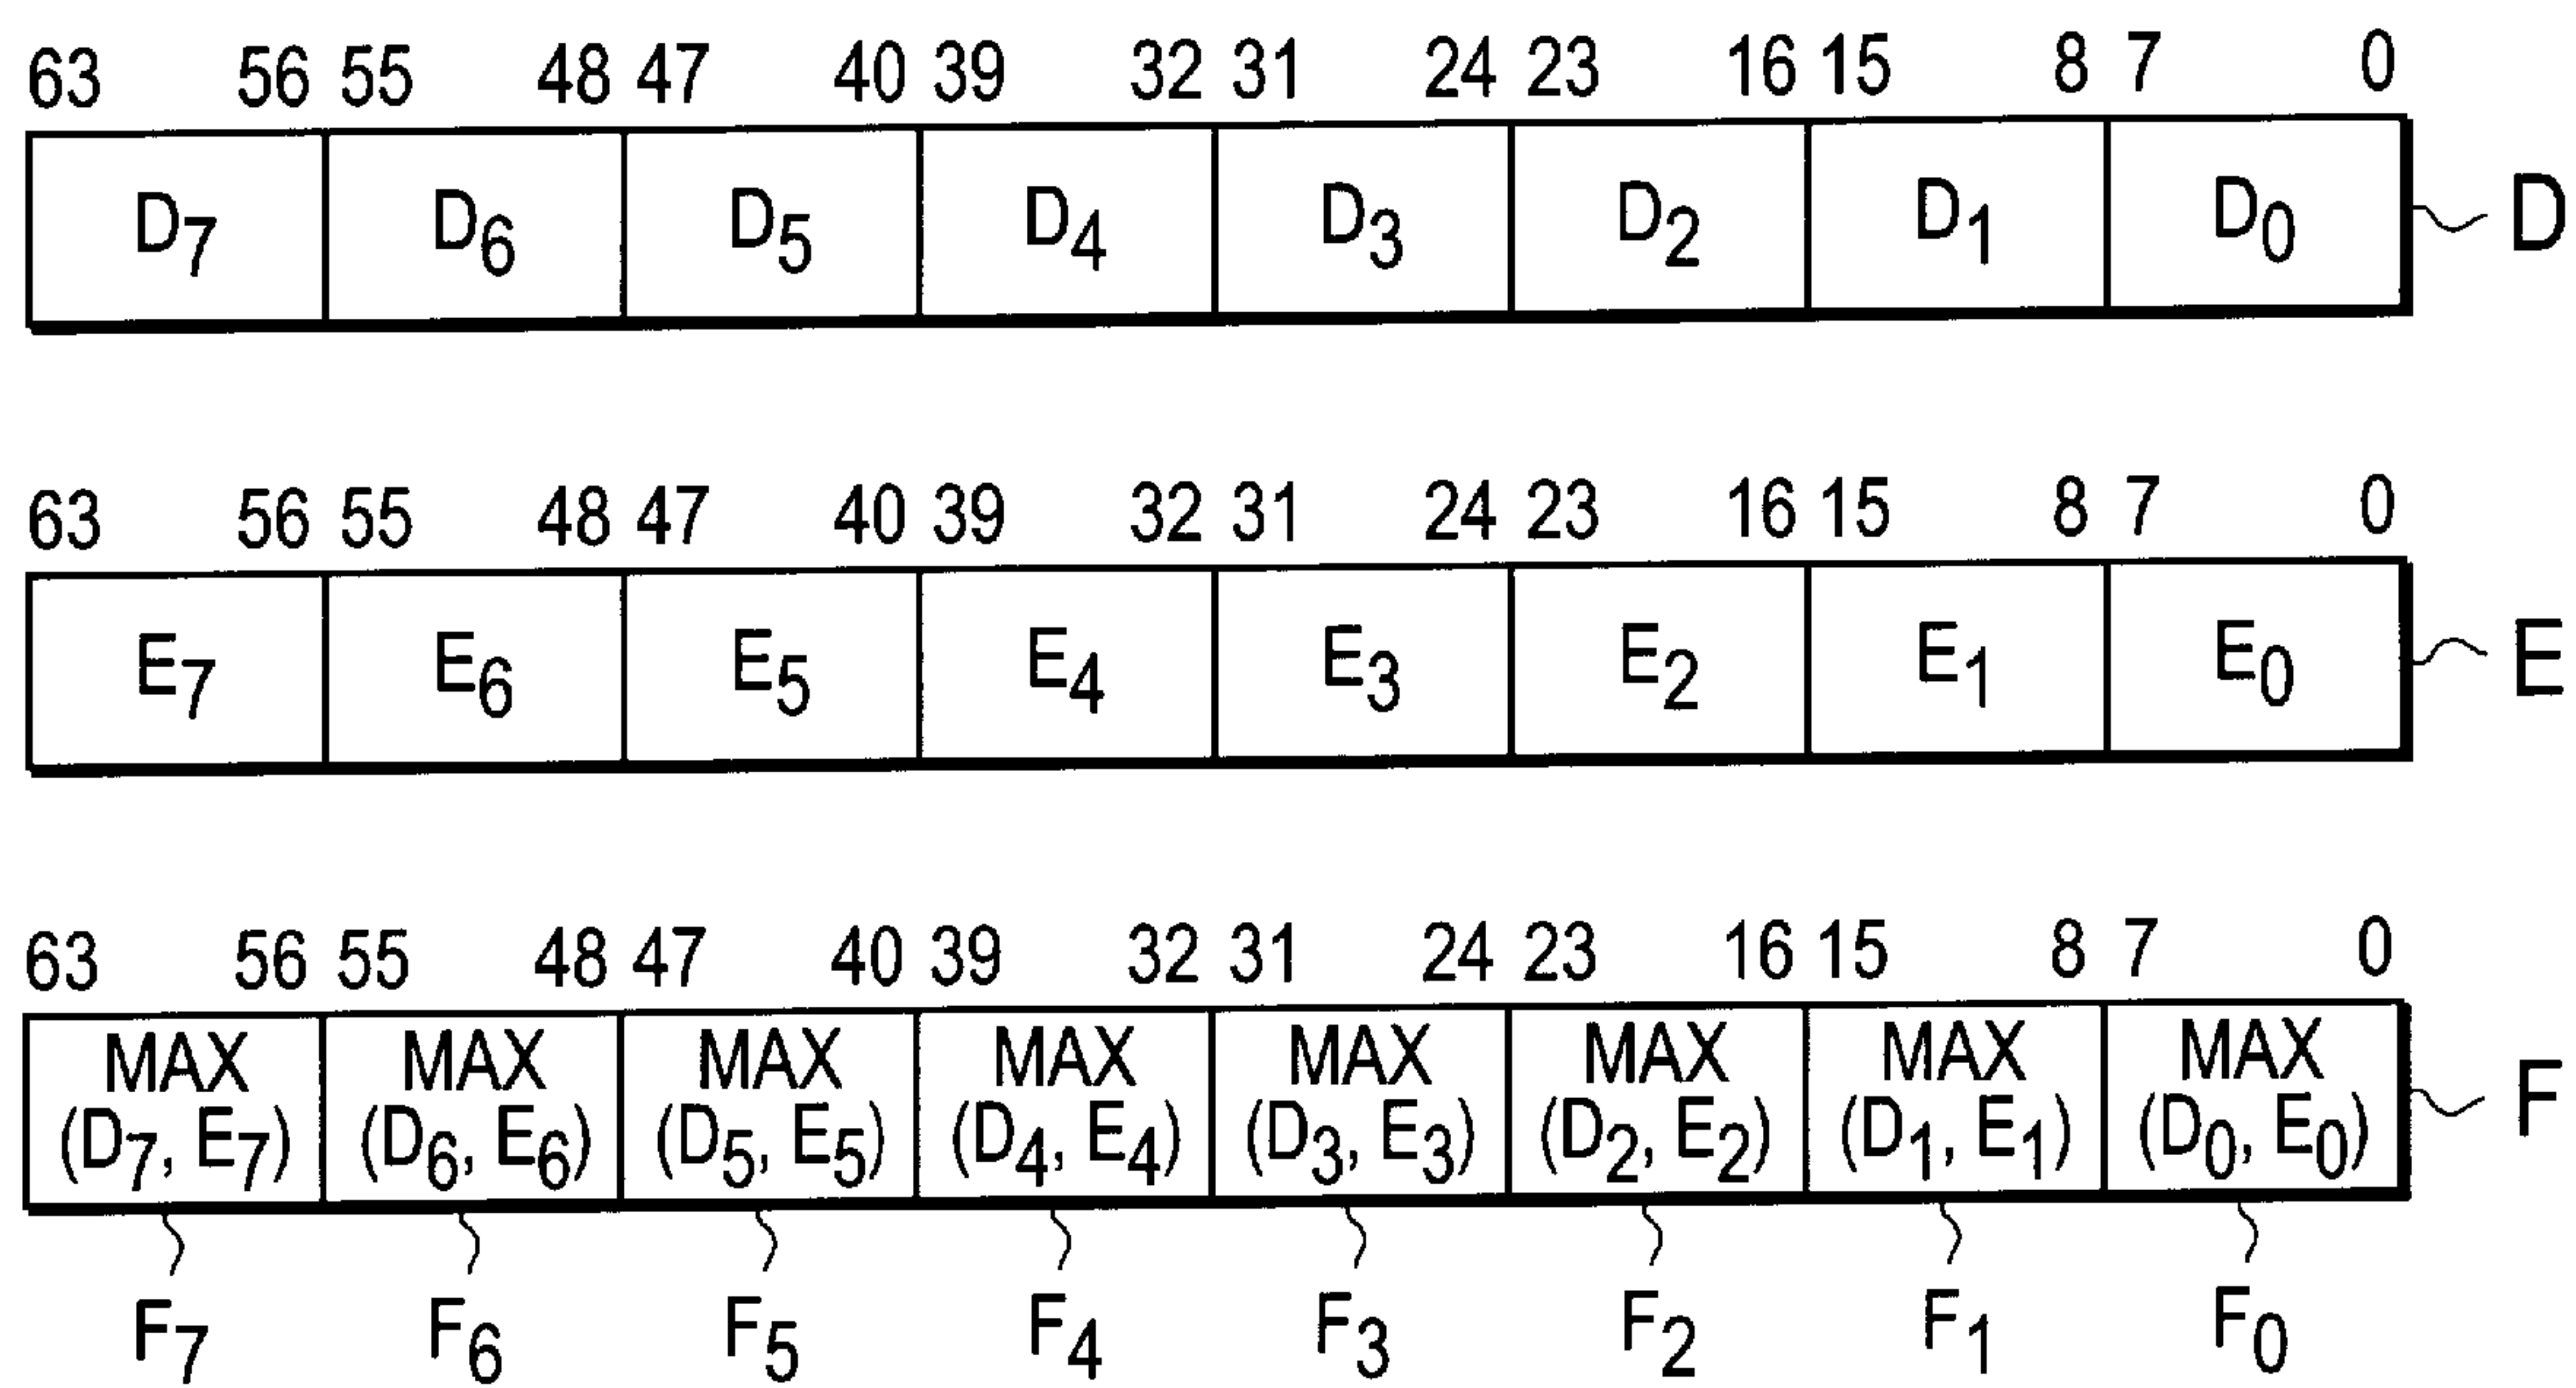 63 56 55 48 47 40 39 32 31 24 23 16 15 8 7 0
D7 D6 D5 D4 D3 D2 D1 D0 D
63 56 55 48 47 40 39 32 31 24 23 16 15 8 7 0
E7 E6 E5 E4 E3 E2 E1 E0 E
63 56 55 48 47 40 39 32 31 24 23 16 15 8 7 0
MAX MAX MAX MAX MAX MAX MAX MAX
(D7, E7) (D6, E6) (D5, E5) (D4, E4) (D3, E3) (D2, E2) (D1, E1) (D0, E0) F
F7 F6 F5 F4 F3 F2 F1 F0